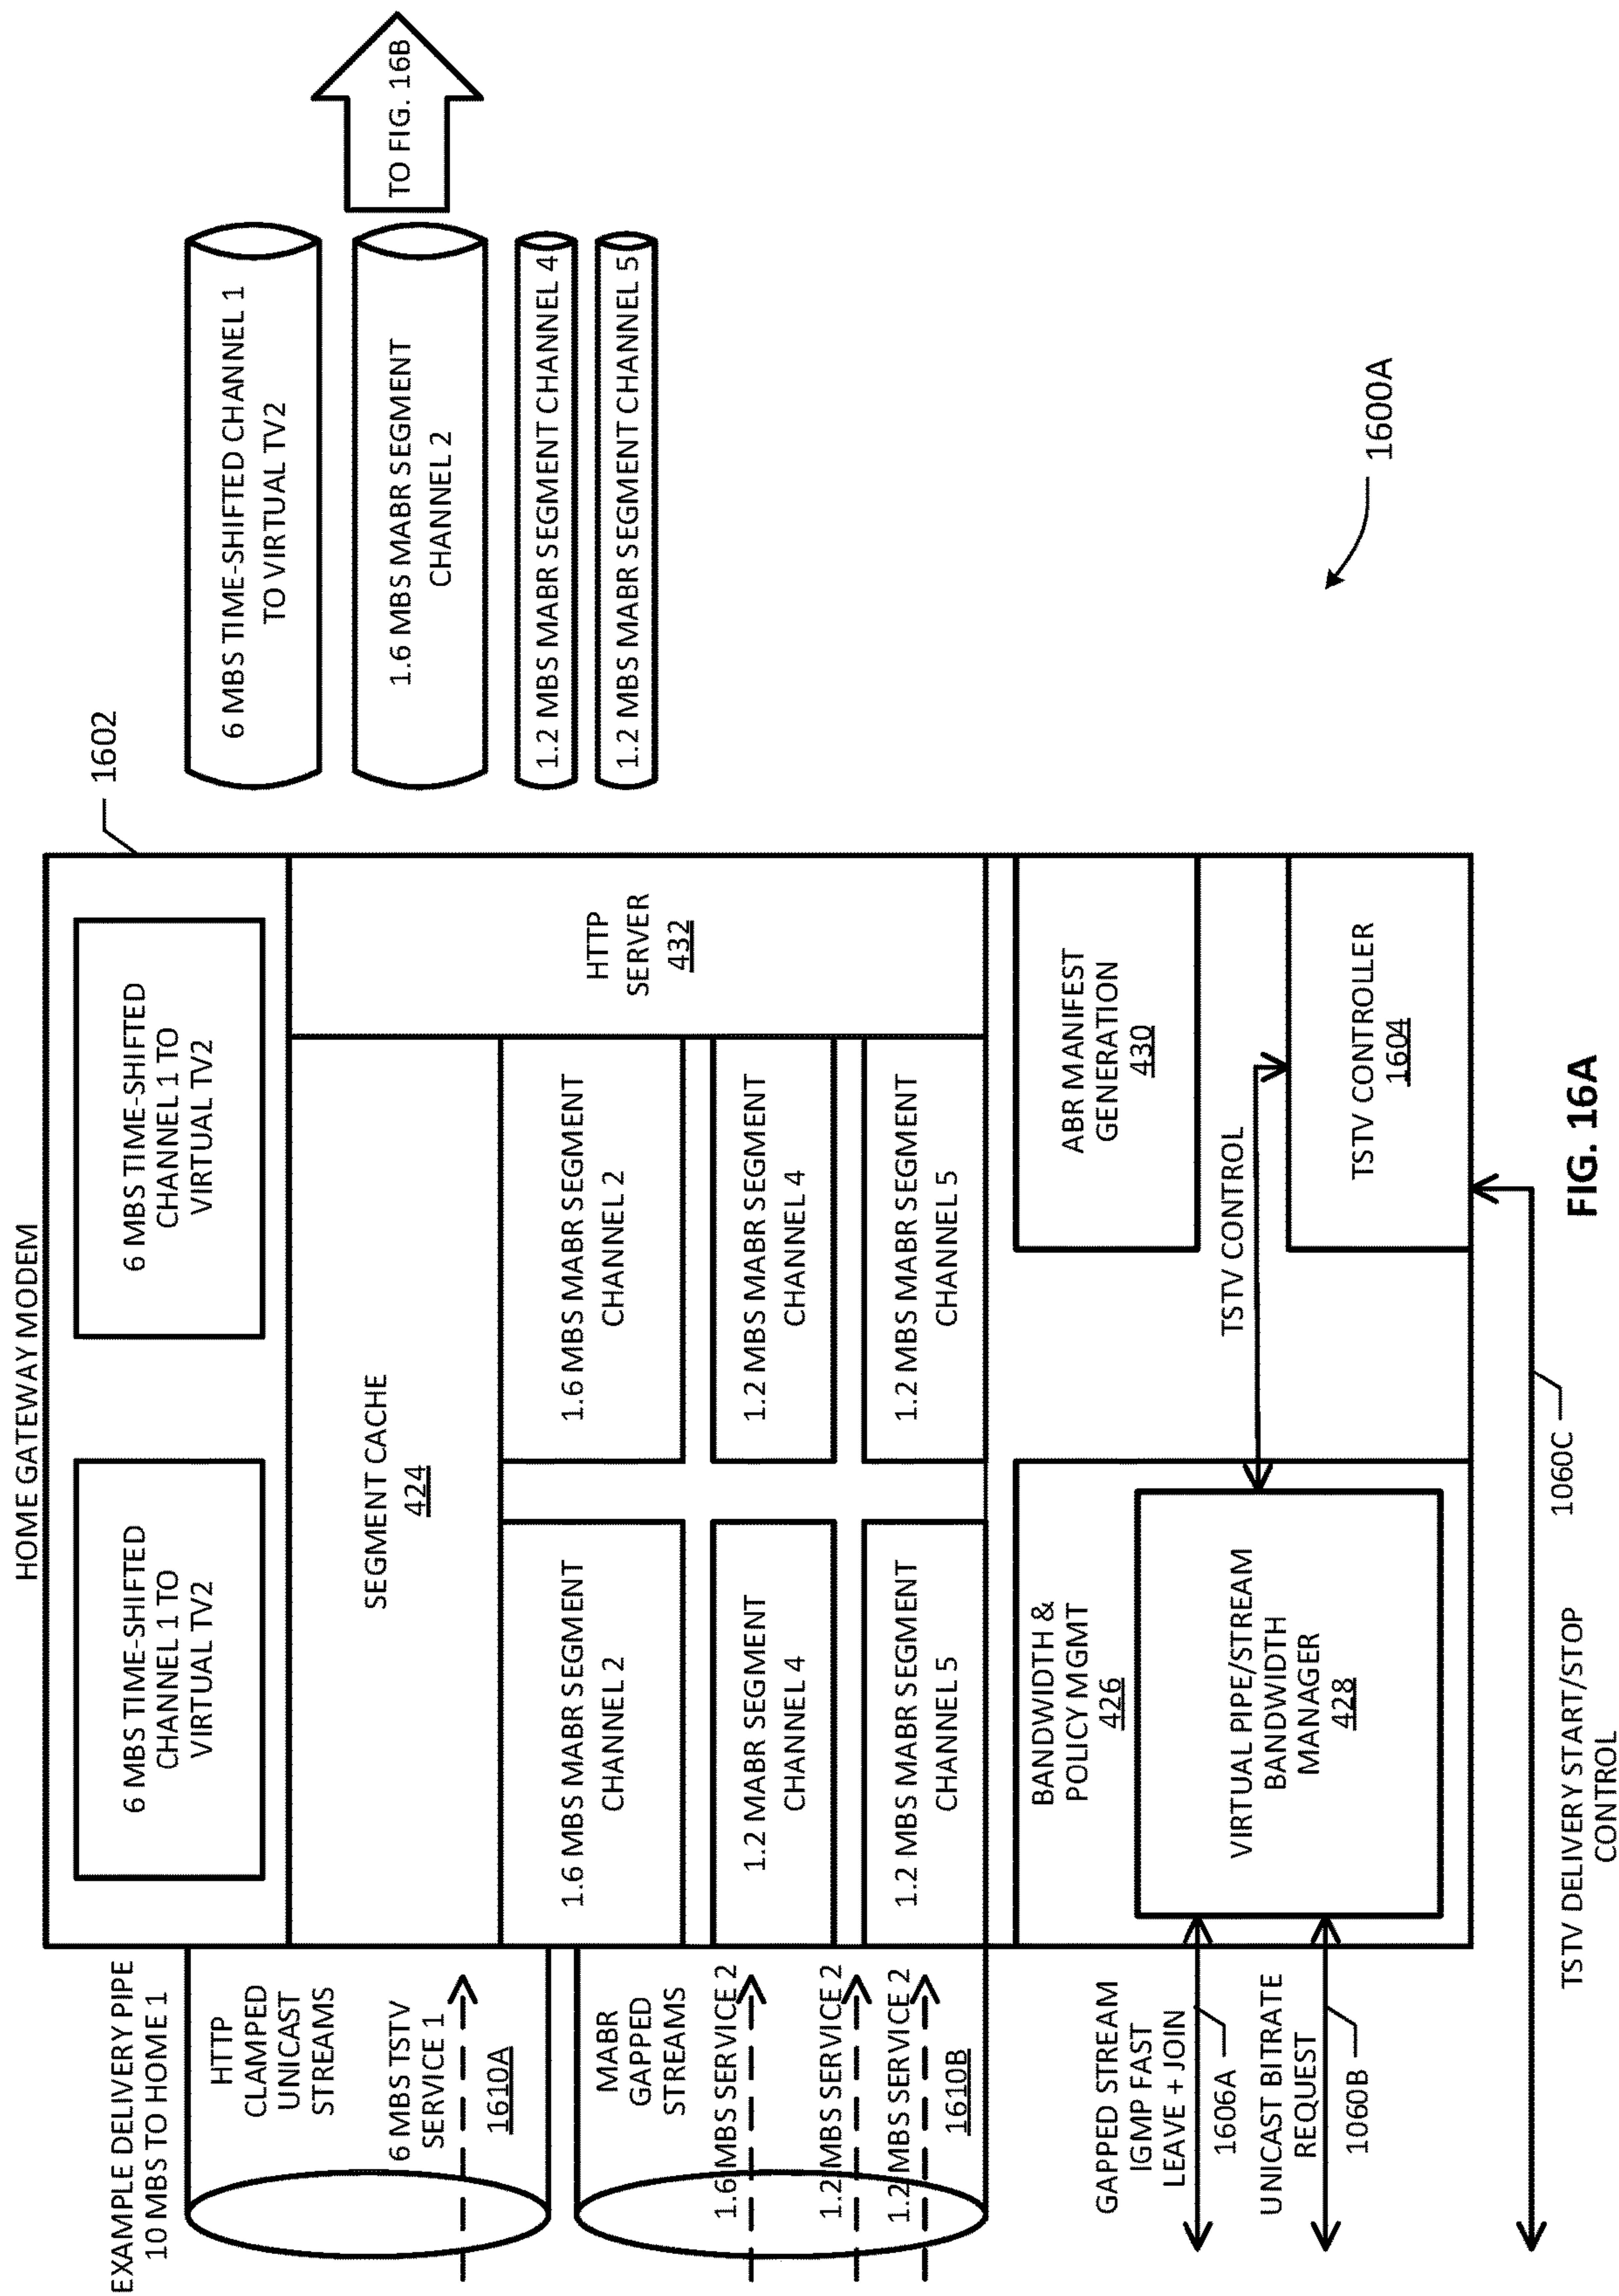 HOME GATEWAY MODEM
1602
EXAMPLE DELIVERY PIPE
10 MBS TO HOME 1
HTTP
CLAMPED
UNICAST
STREAMS
6 MBS TSTV
SERVICE 1
1610A
MABR
GAPPED
STREAMS
1.6 MBS SERVICE 2
1.2 MBS SERVICE 2
1.2 MBS SERVICE 2
1610B
GAPPED STREAM
IGMP FAST
LEAVE + JOIN
1606A
UNICAST BITRATE
REQUEST
1060B
TSTV DELIVERY START/STOP
CONTROL
1060C
6 MBS TIME-SHIFTED
CHANNEL 1 TO
VIRTUAL TV2
6 MBS TIME-SHIFTED
CHANNEL 1 TO
VIRTUAL TV2
SEGMENT CACHE
424
1.6 MBS MABR SEGMENT
CHANNEL 2
1.6 MBS MABR SEGMENT
CHANNEL 2
1.2 MABR SEGMENT
CHANNEL 4
1.2 MBS MABR SEGMENT
CHANNEL 4
1.2 MBS MABR SEGMENT
CHANNEL 5
1.2 MBS MABR SEGMENT
CHANNEL 5
HTTP
SERVER
432
BANDWIDTH &
POLICY MGMT
426
VIRTUAL PIPE/STREAM
BANDWIDTH
MANAGER
428
TSTV CONTROL
ABR MANIFEST
GENERATION
430
TSTV CONTROLLER
1604
6 MBS TIME-SHIFTED CHANNEL 1
TO VIRTUAL TV2
1.6 MBS MABR SEGMENT
CHANNEL 2
1.2 MBS MABR SEGMENT CHANNEL 4
1.2 MBS MABR SEGMENT CHANNEL 5
TO FIG. 16B
1600A
FIG. 16A